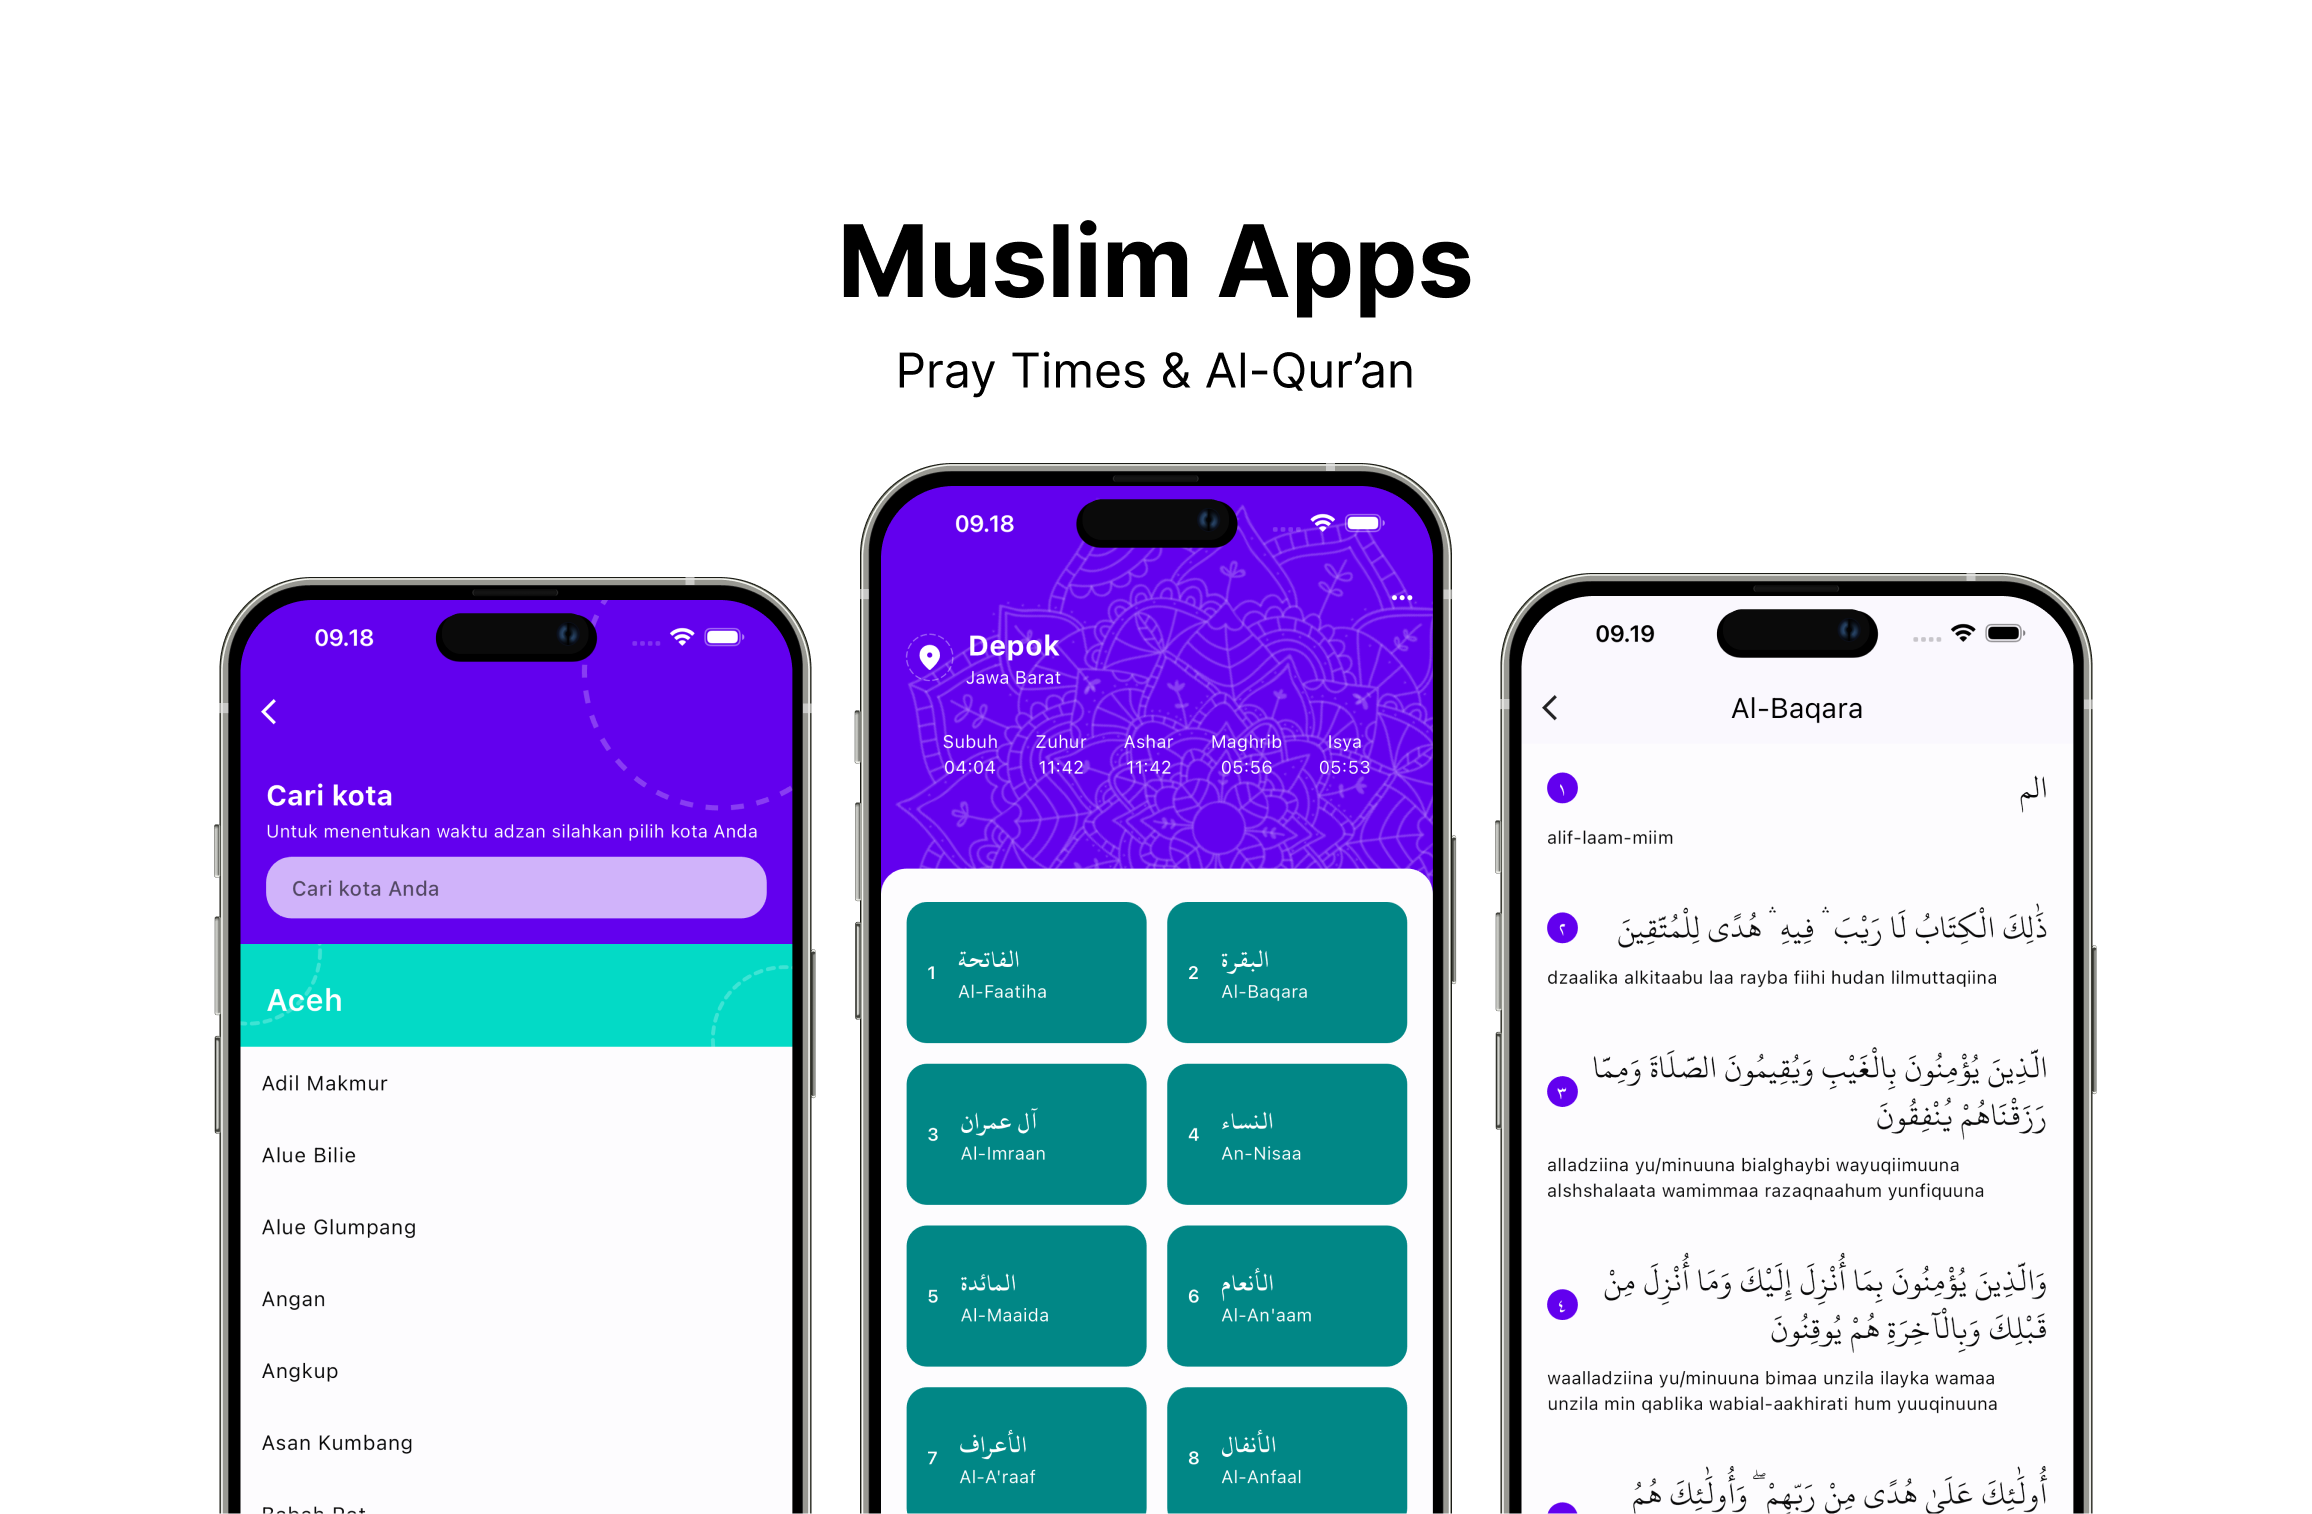 Muslim Apps
Pray Times & Al-Qur’an
09.18
Cari kota
Untuk menentukan waktu adzan silahkan pilih kota Anda
Cari kota Anda
Aceh
Adil Makmur
Alue Bilie
Alue Glumpang
Angan
Angkup
Asan Kumbang
09.18
Depok
Jawa Barat
Subuh Zuhur Ashar Maghrib Isya
04:04 11:42 11:42 05:56 05:53
1 الفاتحة
Al-Faatiha
2 البقرة
Al-Baqara
3 آل عمران
Al-Imraan
4 النساء
An-Nisaa
5 المائدة
Al-Maaida
6 الأنعام
Al-An'aam
7 الأعراف
Al-A'raaf
8 الأنفال
Al-Anfaal
09.19
Al-Baqara
١ الم
alif-laam-miim
٢ ذَٰلِكَ الْكِتَابُ لَا رَيْبَ ۛ فِيهِ ۛ هُدًى لِلْمُتَّقِينَ
dzaalika alkitaabu laa rayba fiihi hudan lilmuttaqiina
٣ الَّذِينَ يُؤْمِنُونَ بِالْغَيْبِ وَيُقِيمُونَ الصَّلَاةَ وَمِمَّا
رَزَقْنَاهُمْ يُنْفِقُونَ
alladziina yu/minuuna bialghaybi wayuqiimuuna
alshshalaata wamimmaa razaqnaahum yunfiquuna
٤ وَالَّذِينَ يُؤْمِنُونَ بِمَا أُنْزِلَ إِلَيْكَ وَمَا أُنْزِلَ مِنْ
قَبْلِكَ وَبِالْآخِرَةِ هُمْ يُوقِنُونَ
waalladziina yu/minuuna bimaa unzila ilayka wamaa
unzila min qablika wabial-aakhirati hum yuuqinuuna
أُولَٰئِكَ عَلَىٰ هُدًى مِنْ رَبِّهِمْ ۖ وَأُولَٰئِكَ هُمُ